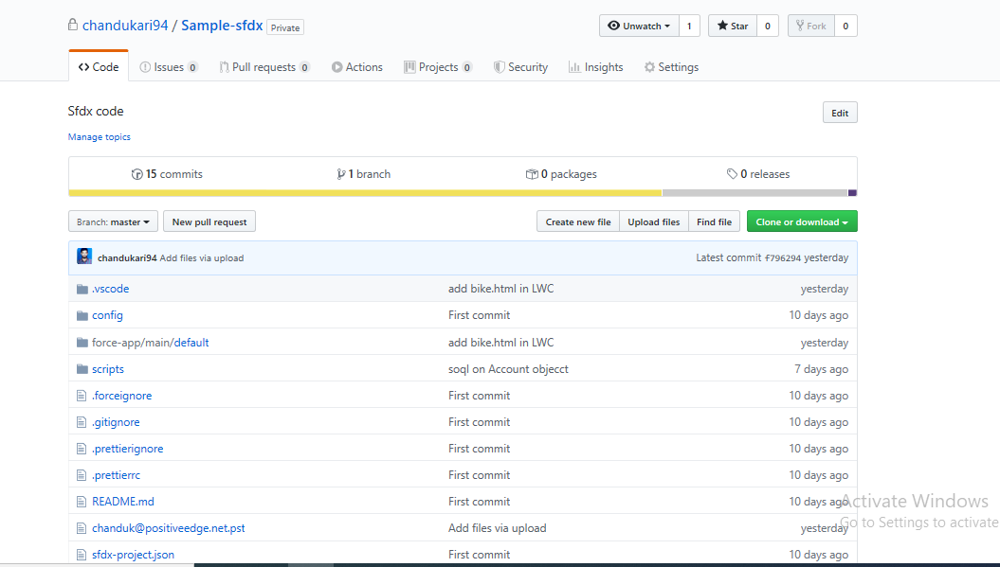 chandukari94 / Sample-sfdx Private
Unwatch 1 Star 0 Fork 0
Code Issues 0 Pull requests 0 Actions Projects 0 Security Insights Settings
Sfdx code
Edit
Manage topics
15 commits 1 branch 0 packages 0 releases
Branch: master New pull request Create new file Upload files Find file Clone or download
chandukari94 Add files via upload Latest commit f796294 yesterday
.vscode add bike.html in LWC yesterday
config First commit 10 days ago
force-app/main/default add bike.html in LWC yesterday
scripts soql on Account objecct 7 days ago
.forceignore First commit 10 days ago
.gitignore First commit 10 days ago
.prettierignore First commit 10 days ago
.prettierrc First commit 10 days ago
README.md First commit 10 days ago
Activate Windows
chanduk@positiveedge.net.pst Add files via upload yesterday
Go to Settings to activate
sfdx-project.json First commit 10 days ago